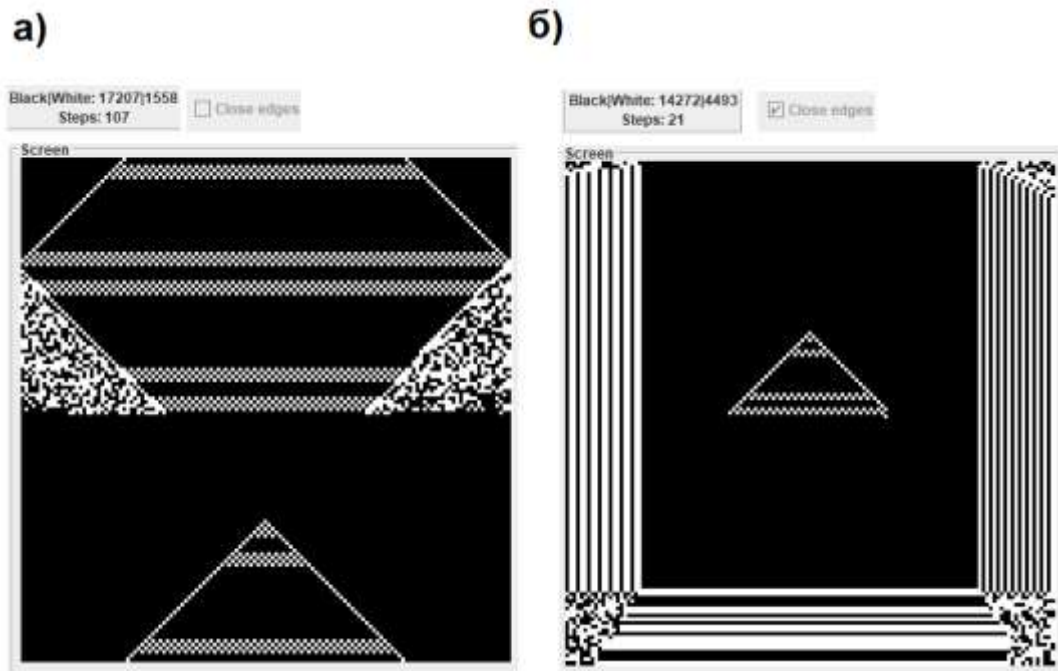 а)
б)
Black|White: 17207|1558
Steps: 107
Close edges
Black|White: 14272|4493
Steps: 21
Close edges
Screen
Screen